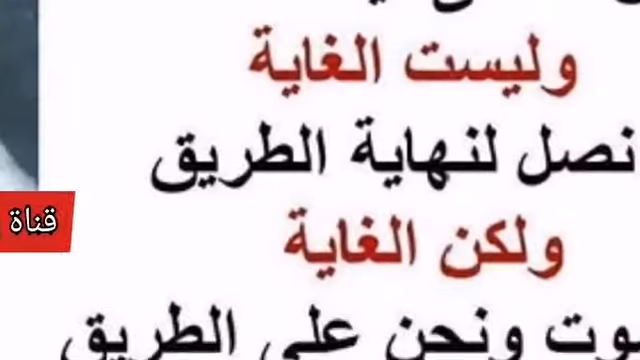 وليست الغاية
نصل لنهاية الطريق
قناة
ولكن الغاية
ونحن على الطريق